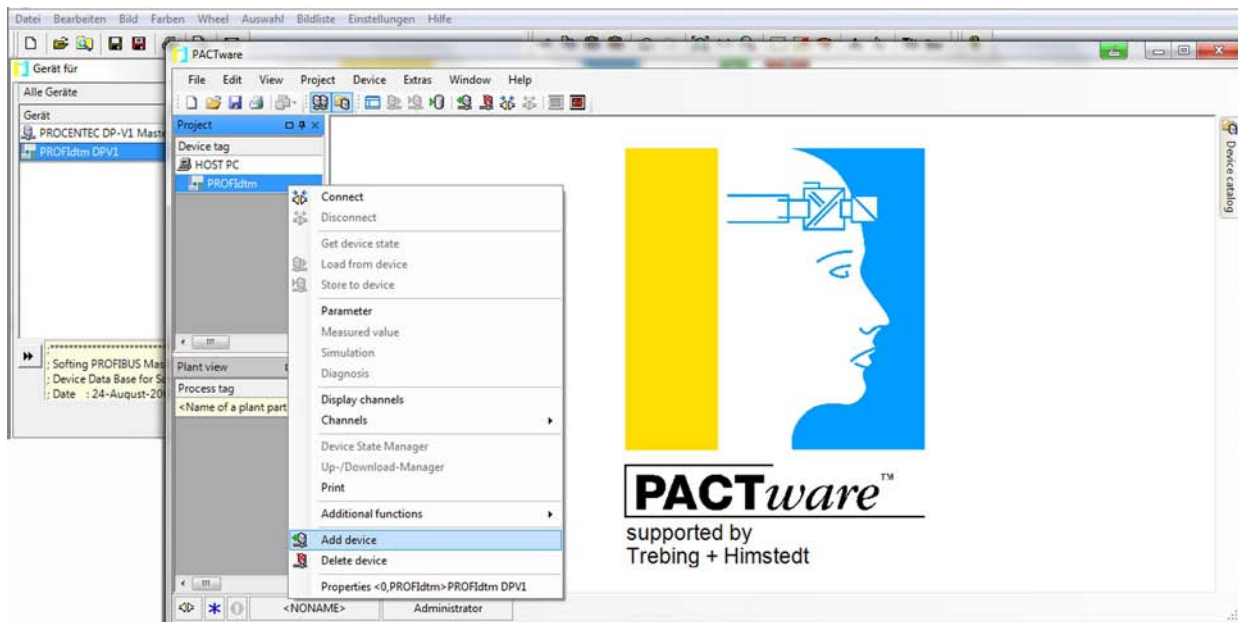 Datei Bearbeiten Bild Farben Wheel Auswahl Bildliste Einstellungen Hilfe
PACTware
Gerät für
File Edit View Project Device Extras Window Help
Alle Geräte
Gerät
PROCENTEC DP-V1
PROFIdtm DPV1
Project
Device tag
HOST PC
PROFIdtm
Device catalog
Connect
Disconnect
Get device state
Load from device
Store to device
Parameter
Measured value
Simulation
Diagnosis
Display channels
Channels
Device State Manager
Up-/Download-Manager
Print
Additional functions
Add device
Delete device
Properties <0,PROFIdtm>PROFIdtm DPV1
; Softing PROFIBUS
; Device Data Base for
; Date : 24-August-20
Plant view
Process tag
<Name of a plant part
PACTware™
supported by
Trebing + Himstedt
<NONAME> Administrator